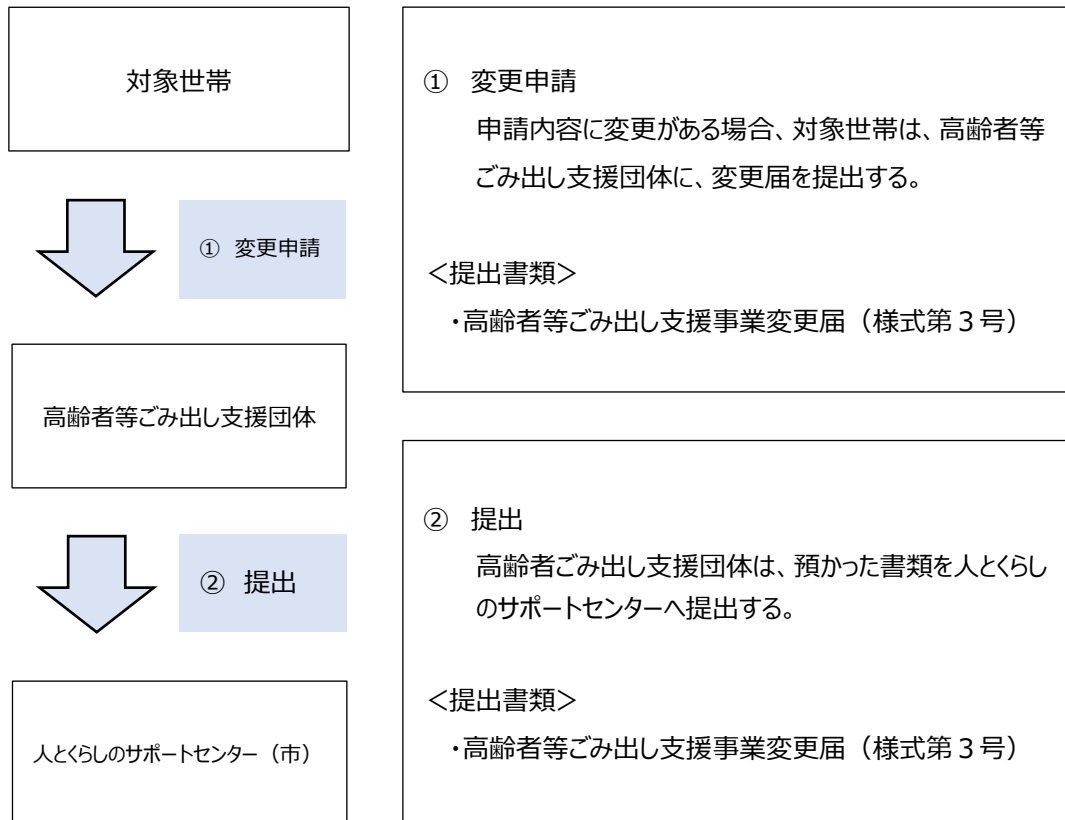 対象世帯
① 変更申請
高齢者等ごみ出し支援団体
② 提出
人とくらしのサポートセンター（市）
① 変更申請
申請内容に変更がある場合、対象世帯は、高齢者等
ごみ出し支援団体に、変更届を提出する。
＜提出書類＞
・高齢者等ごみ出し支援事業変更届（様式第３号）
② 提出
高齢者ごみ出し支援団体は、預かった書類を人とくらし
のサポートセンターへ提出する。
＜提出書類＞
・高齢者等ごみ出し支援事業変更届（様式第３号）